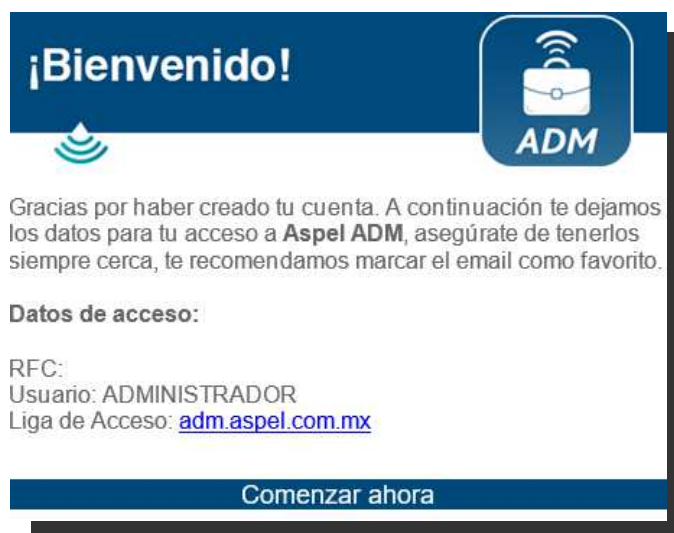 ¡Bienvenido!
ADM
Gracias por haber creado tu cuenta. A continuación te dejamos
los datos para tu acceso a Aspel ADM, asegúrate de tenerlos
siempre cerca, te recomendamos marcar el email como favorito.
Datos de acceso:
RFC:
Usuario: ADMINISTRADOR
Liga de Acceso: adm.aspel.com.mx
Comenzar ahora